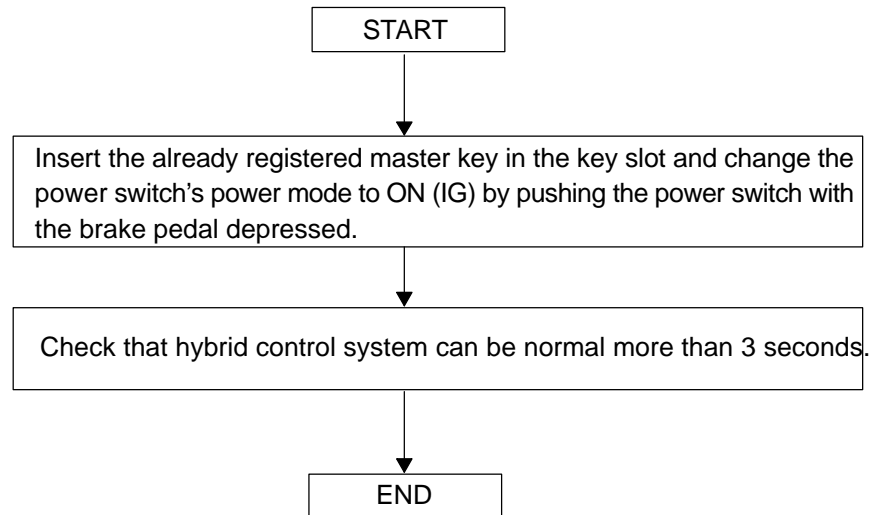 START
Insert the already registered master key in the key slot and change the
power switch’s power mode to ON (IG) by pushing the power switch with
the brake pedal depressed.
Check that hybrid control system can be normal more than 3 seconds.
END